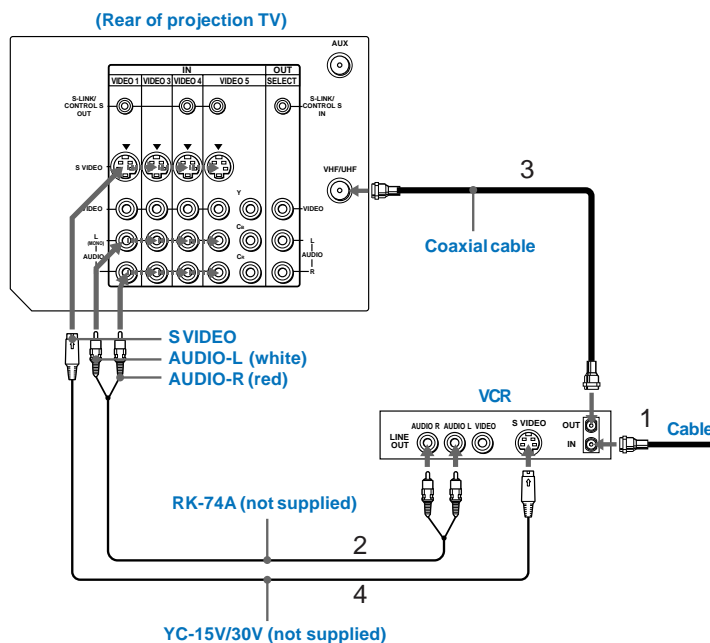 (Rear of projection TV)
AUX
IN
OUT
VIDEO 1 VIDEO 3 VIDEO 4 VIDEO 5 SELECT
S-LINK/
CONTROL S
OUT
S-LINK/
CONTROL S
IN
S VIDEO
VHF/UHF
3
Y
VIDEO
VIDEO
CB
L
(MONO)
AUDIO
L
AUDIO
R
CR
Coaxial cable
S VIDEO
AUDIO-L (white)
AUDIO-R (red)
VCR
AUDIO R AUDIO L VIDEO S VIDEO
OUT
IN
LINE
OUT
1
Cable
RK-74A (not supplied)
2
4
YC-15V/30V (not supplied)